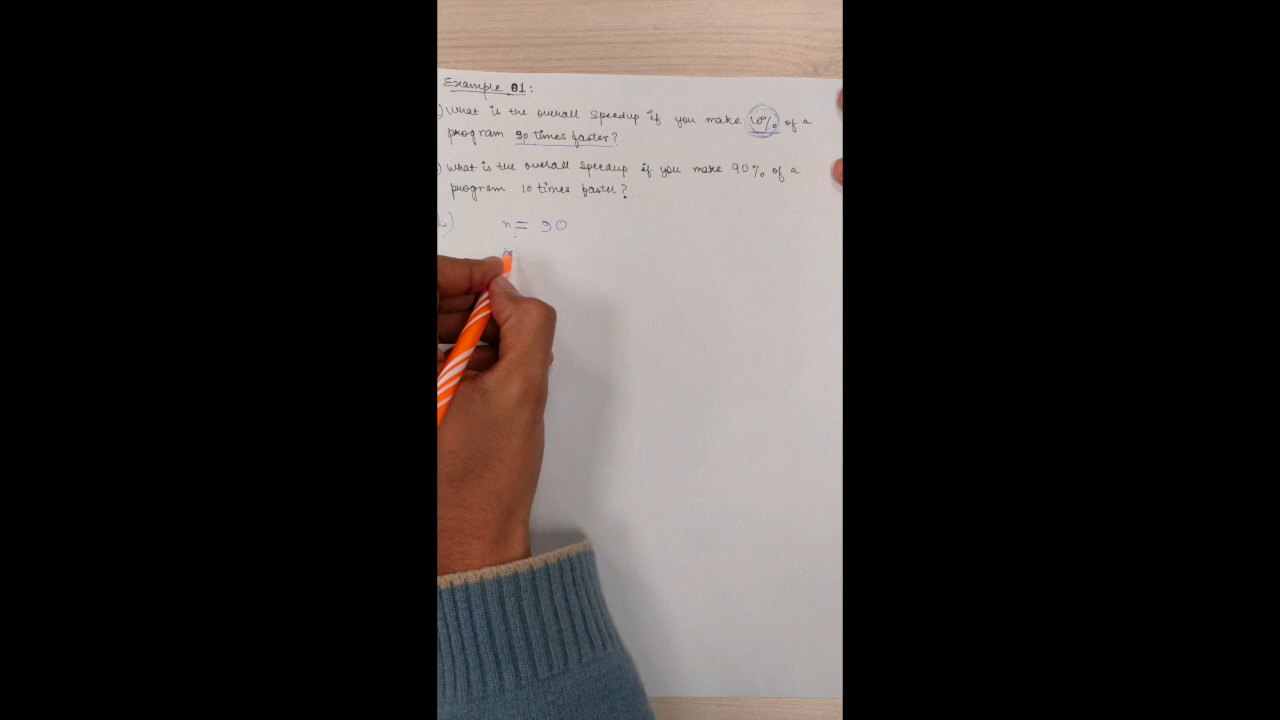 Example 01:
) What is the overall speedup if you make 10% of a
program 90 times faster?
) What is the overall speedup if you make 90% of a
program 10 times faster?
n = 90